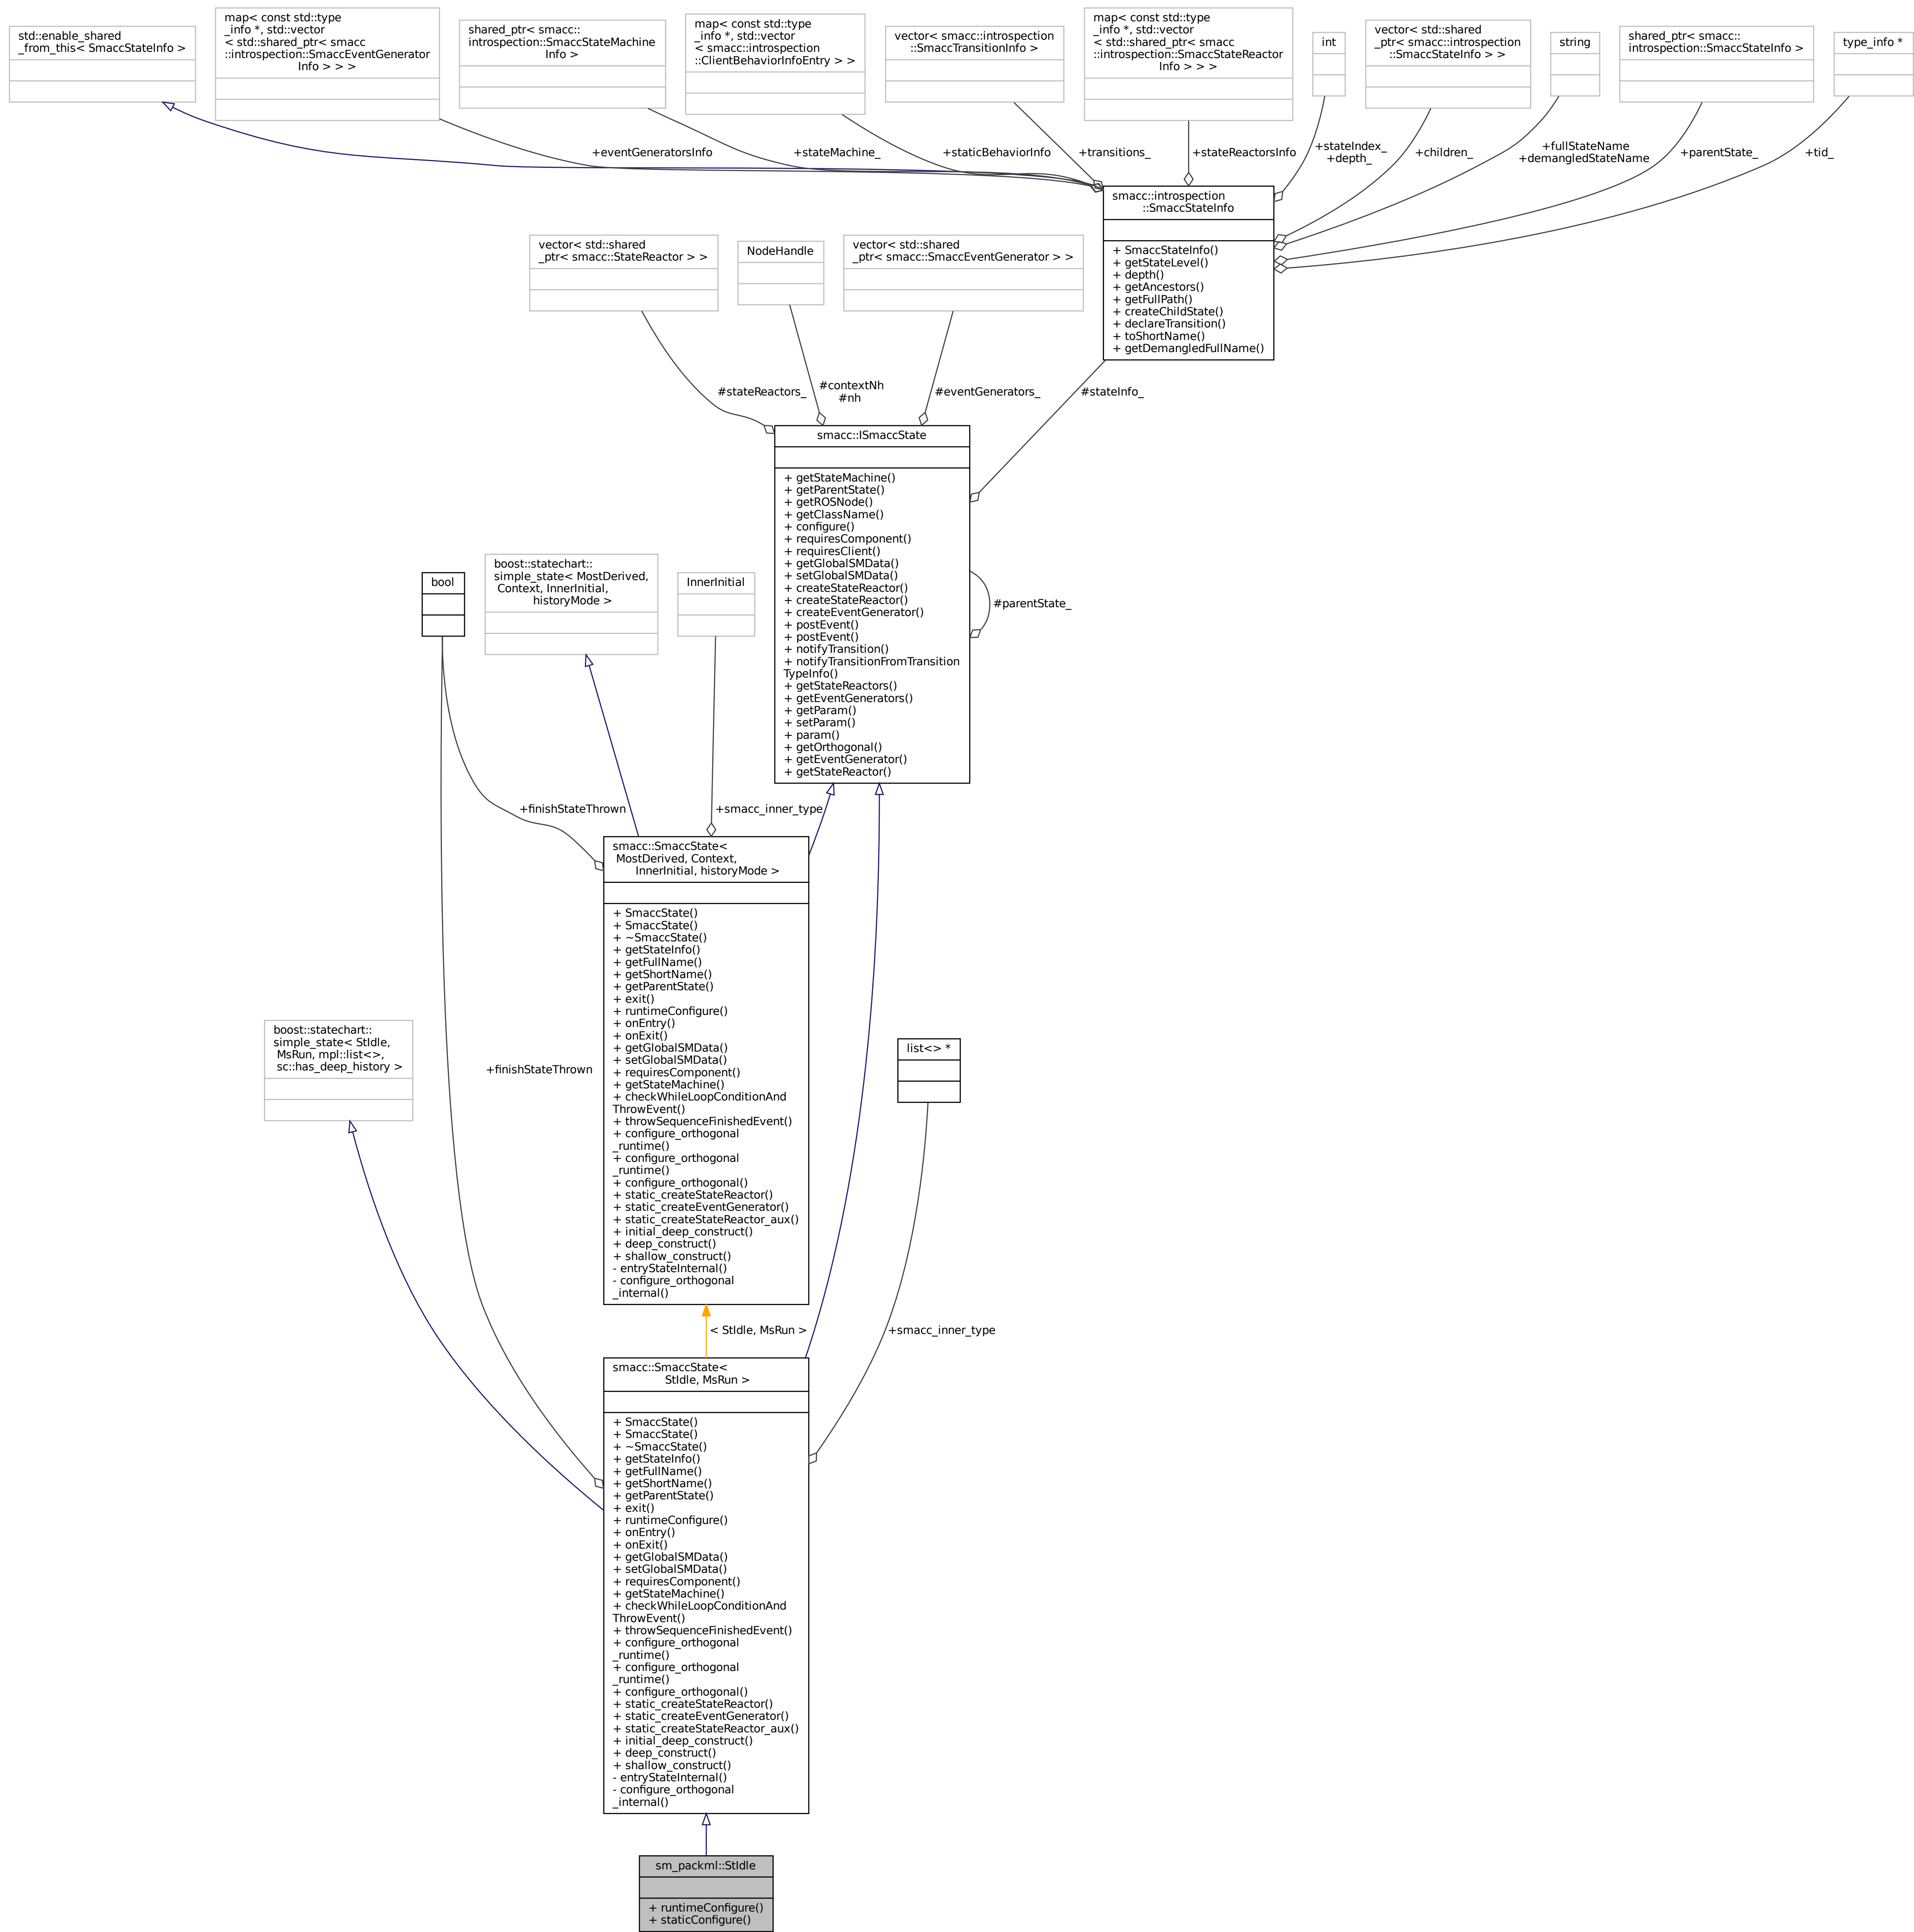 std::enable_shared
_from_this< SmaccStateInfo >
map< const std::type
_info *, std::vector
< std::shared_ptr< smacc
::introspection::SmaccEventGenerator
Info > > >
shared_ptr< smacc::
introspection::SmaccStateMachine
Info >
map< const std::type
_info *, std::vector
< smacc::introspection
::ClientBehaviorInfoEntry > >
vector< smacc::introspection
::SmaccTransitionInfo >
map< const std::type
_info *, std::vector
< std::shared_ptr< smacc
::introspection::SmaccStateReactor
Info > > >
int
vector< std::shared
_ptr< smacc::introspection
::SmaccStateInfo > >
string
shared_ptr< smacc::
introspection::SmaccStateInfo >
type_info *
+eventGeneratorsInfo
+stateMachine_
+staticBehaviorInfo
+transitions_
+stateReactorsInfo
+stateIndex_
+depth_
+children_
+fullStateName
+demangledStateName
+parentState_
+tid_
smacc::introspection
::SmaccStateInfo
+ SmaccStateInfo()
+ getStateLevel()
+ depth()
+ getAncestors()
+ getFullPath()
+ createChildState()
+ declareTransition()
+ toShortName()
+ getDemangledFullName()
vector< std::shared
_ptr< smacc::StateReactor > >
NodeHandle
vector< std::shared
_ptr< smacc::SmaccEventGenerator > >
#stateReactors_
#contextNh
#nh
#eventGenerators_
#stateInfo_
smacc::ISmaccState
+ getStateMachine()
+ getParentState()
+ getROSNode()
+ getClassName()
+ configure()
+ requiresComponent()
+ requiresClient()
+ getGlobalSMData()
+ setGlobalSMData()
+ createStateReactor()
+ createStateReactor()
+ createEventGenerator()
+ postEvent()
+ postEvent()
+ notifyTransition()
+ notifyTransitionFromTransition
TypeInfo()
+ getStateReactors()
+ getEventGenerators()
+ getParam()
+ setParam()
+ param()
+ getOrthogonal()
+ getEventGenerator()
+ getStateReactor()
#parentState_
bool
boost::statechart::
simple_state< MostDerived,
Context, InnerInitial,
historyMode >
InnerInitial
+finishStateThrown
+smacc_inner_type
smacc::SmaccState<
MostDerived, Context,
InnerInitial, historyMode >
+ SmaccState()
+ SmaccState()
+ ~SmaccState()
+ getStateInfo()
+ getFullName()
+ getShortName()
+ getParentState()
+ exit()
+ runtimeConfigure()
+ onEntry()
+ onExit()
+ getGlobalSMData()
+ setGlobalSMData()
+ requiresComponent()
+ getStateMachine()
+ checkWhileLoopConditionAnd
ThrowEvent()
+ throwSequenceFinishedEvent()
+ configure_orthogonal
_runtime()
+ configure_orthogonal
_runtime()
+ configure_orthogonal()
+ static_createStateReactor()
+ static_createEventGenerator()
+ static_createStateReactor_aux()
+ initial_deep_construct()
+ deep_construct()
+ shallow_construct()
- entryStateInternal()
- configure_orthogonal
_internal()
boost::statechart::
simple_state< StIdle,
MsRun, mpl::list<>,
sc::has_deep_history >
+finishStateThrown
list<> *
< StIdle, MsRun >
+smacc_inner_type
smacc::SmaccState<
StIdle, MsRun >
+ SmaccState()
+ SmaccState()
+ ~SmaccState()
+ getStateInfo()
+ getFullName()
+ getShortName()
+ getParentState()
+ exit()
+ runtimeConfigure()
+ onEntry()
+ onExit()
+ getGlobalSMData()
+ setGlobalSMData()
+ requiresComponent()
+ getStateMachine()
+ checkWhileLoopConditionAnd
ThrowEvent()
+ throwSequenceFinishedEvent()
+ configure_orthogonal
_runtime()
+ configure_orthogonal
_runtime()
+ configure_orthogonal()
+ static_createStateReactor()
+ static_createEventGenerator()
+ static_createStateReactor_aux()
+ initial_deep_construct()
+ deep_construct()
+ shallow_construct()
- entryStateInternal()
- configure_orthogonal
_internal()
sm_packml::StIdle
+ runtimeConfigure()
+ staticConfigure()